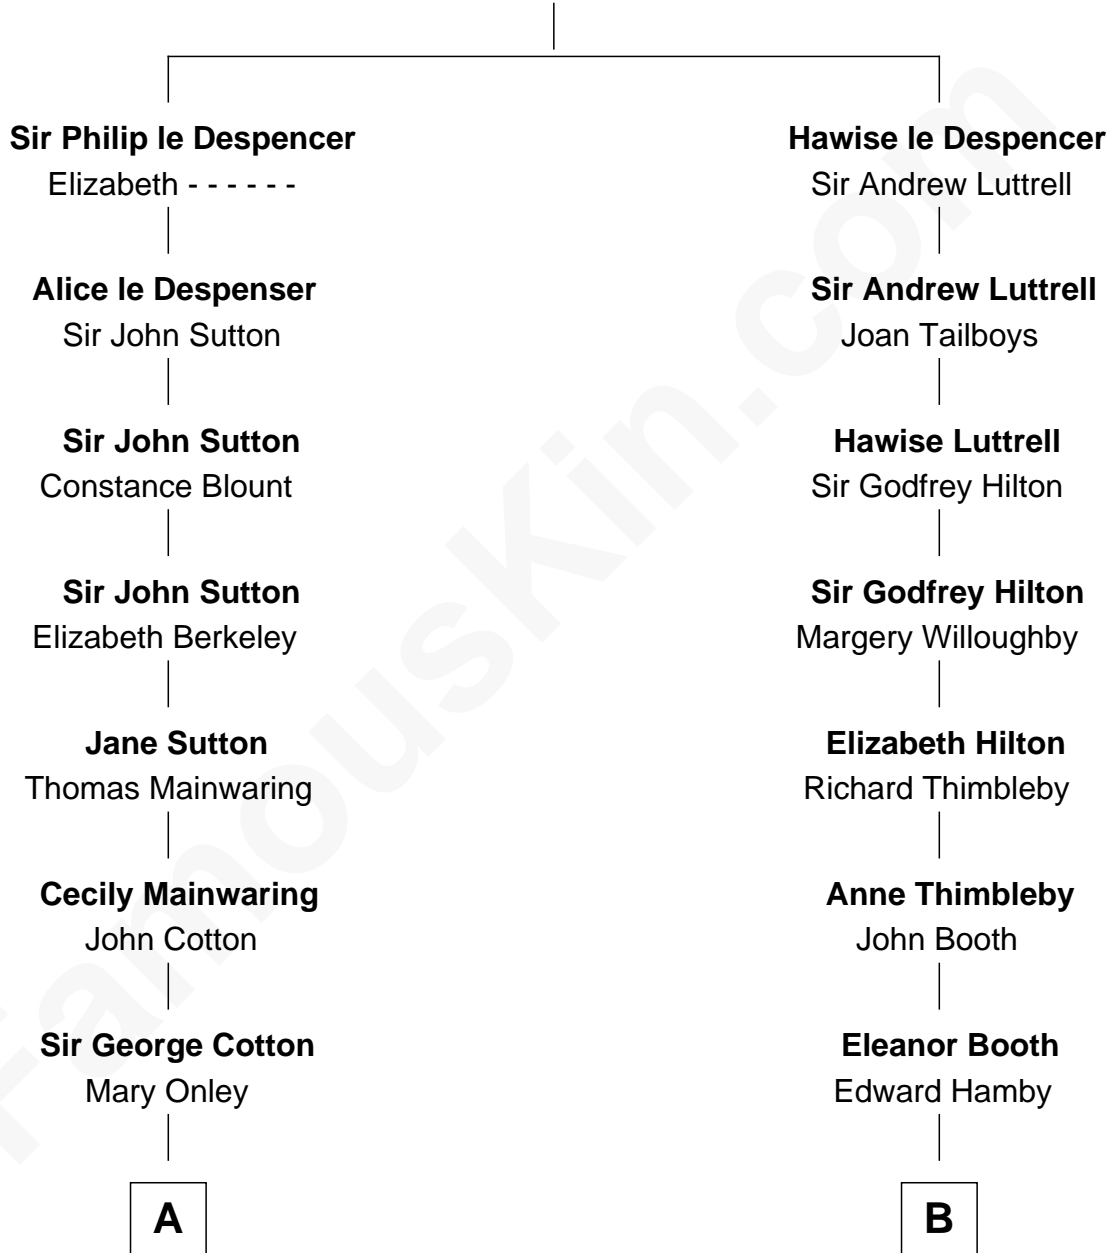 Sir Philip le Despencer
Elizabeth - - - - - -
Hawise le Despencer
Sir Andrew Luttrell
Alice le Despenser
Sir John Sutton
Sir Andrew Luttrell
Joan Tailboys
Sir John Sutton
Constance Blount
Hawise Luttrell
Sir Godfrey Hilton
Sir John Sutton
Elizabeth Berkeley
Sir Godfrey Hilton
Margery Willoughby
Jane Sutton
Thomas Mainwaring
Elizabeth Hilton
Richard Thimbleby
Cecily Mainwaring
John Cotton
Anne Thimbleby
John Booth
Sir George Cotton
Mary Onley
Eleanor Booth
Edward Hamby
A
B
FamousKin.com